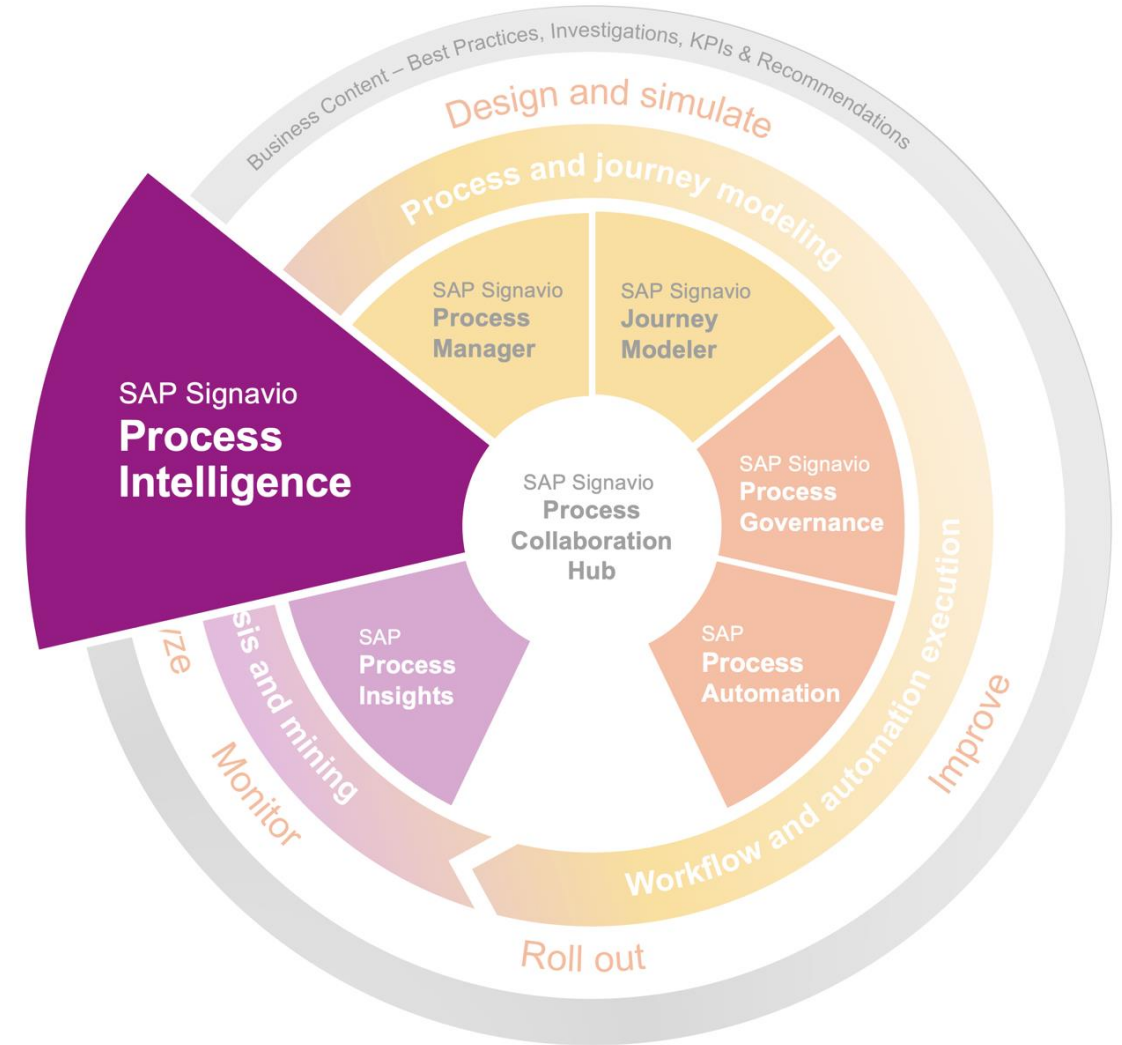 Business Content – Best Practices, Investigations, KPIs & Recommendations
Design and simulate
Process and journey modeling
SAP Signavio
Process
Manager
SAP Signavio
Journey
Modeler
SAP Signavio
Process
Intelligence
SAP Signavio
Process
Collaboration
Hub
SAP Signavio
Process
Governance
SAP
Process
Automation
SAP
Process
Insights
Workflow and automation execution
Improve
Roll out
Monitor
and mining